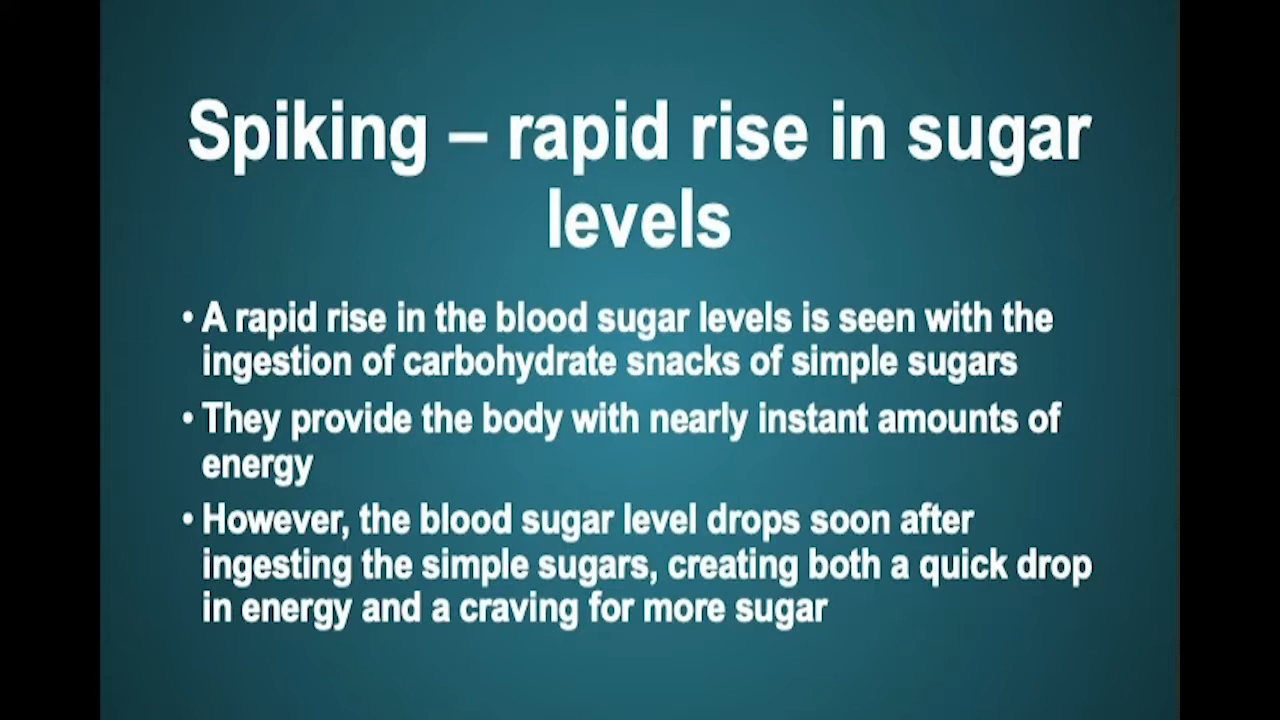 Spiking – rapid rise in sugar
levels
• A rapid rise in the blood sugar levels is seen with the
ingestion of carbohydrate snacks of simple sugars
• They provide the body with nearly instant amounts of
energy
• However, the blood sugar level drops soon after
ingesting the simple sugars, creating both a quick drop
in energy and a craving for more sugar